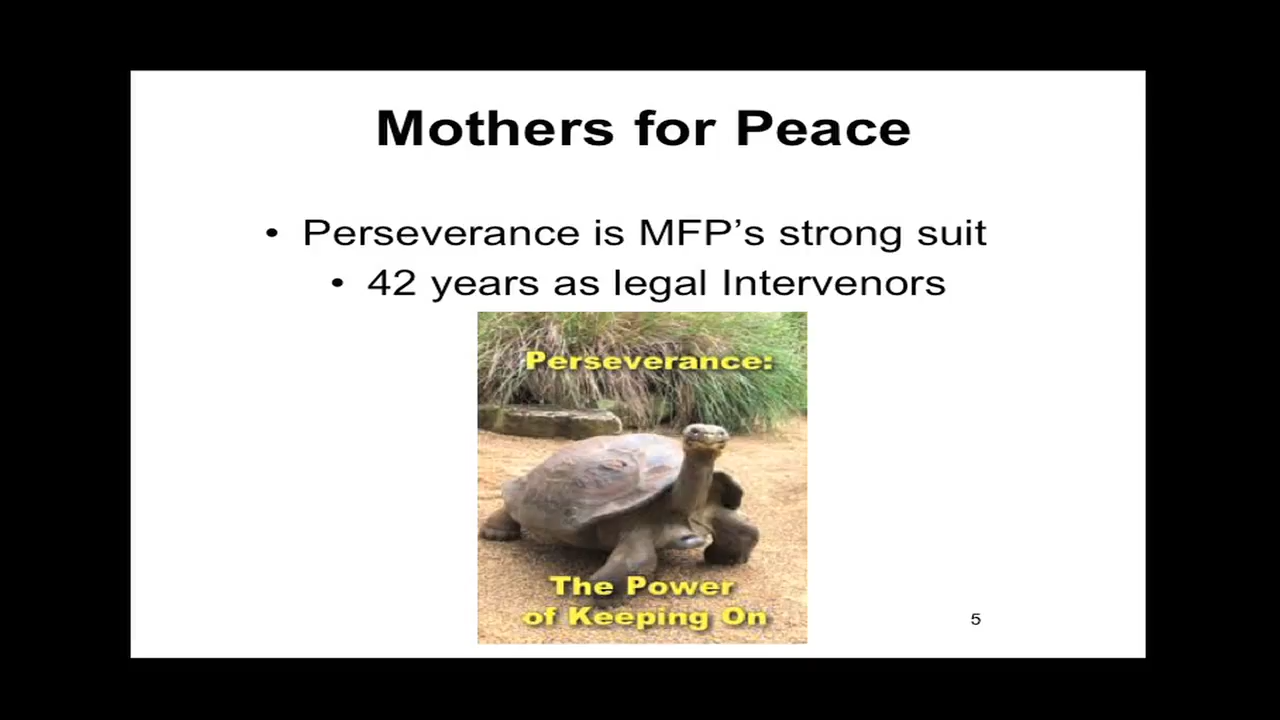 Mothers for Peace
• Perseverance is MFP’s strong suit
• 42 years as legal Intervenors
Perseverance:
The Power
of Keeping On
5